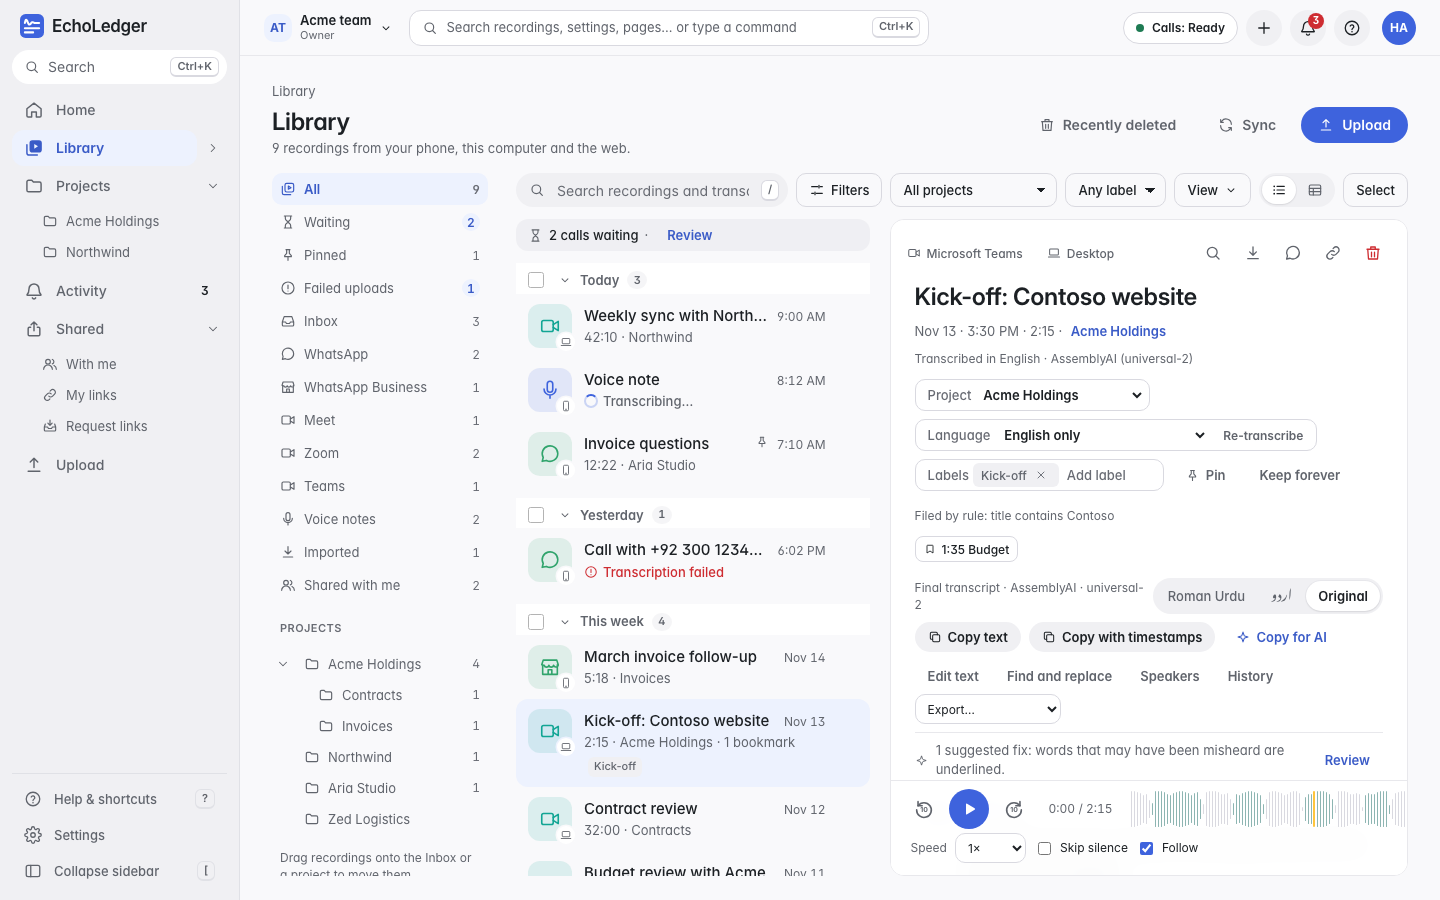 EchoLedger
Search Ctrl+K
Home
Library
Projects
Acme Holdings
Northwind
Activity 3
Shared
With me
My links
Request links
Upload
Help & shortcuts ?
Settings
Collapse sidebar [
AT Acme team
Owner
Search recordings, settings, pages... or type a command Ctrl+K
Calls: Ready
3
HA
Library
Library
9 recordings from your phone, this computer and the web.
Recently deleted
Sync
Upload
All 9
Waiting 2
Pinned 1
Failed uploads 1
Inbox 3
WhatsApp 2
WhatsApp Business 1
Meet 1
Zoom 2
Teams 1
Voice notes 2
Imported 1
Shared with me 2
PROJECTS
Acme Holdings 4
Contracts 1
Invoices 1
Northwind 1
Aria Studio 1
Zed Logistics
Drag recordings onto the Inbox or
a project to move them
Search recordings and transc /
Filters
All projects
Any label
View
Select
2 calls waiting · Review
Today 3
Weekly sync with North... 9:00 AM
42:10 · Northwind
Voice note 8:12 AM
Transcribing...
Invoice questions 7:10 AM
12:22 · Aria Studio
Yesterday 1
Call with +92 300 1234... 6:02 PM
Transcription failed
This week 4
March invoice follow-up Nov 14
5:18 · Invoices
Kick-off: Contoso website Nov 13
2:15 · Acme Holdings · 1 bookmark
Kick-off
Contract review Nov 12
32:00 · Contracts
Budget review with Acme Nov 11
Microsoft Teams Desktop
Kick-off: Contoso website
Nov 13 · 3:30 PM · 2:15 · Acme Holdings
Transcribed in English · AssemblyAI (universal-2)
Project Acme Holdings
Language English only Re-transcribe
Labels Kick-off × Add label Pin Keep forever
Filed by rule: title contains Contoso
1:35 Budget
Final transcript · AssemblyAI · universal-
2
Roman Urdu اردو Original
Copy text Copy with timestamps Copy for AI
Edit text Find and replace Speakers History
Export...
1 suggested fix: words that may have been misheard are
underlined.
Review
10 10 0:00 / 2:15
Speed 1× Skip silence Follow